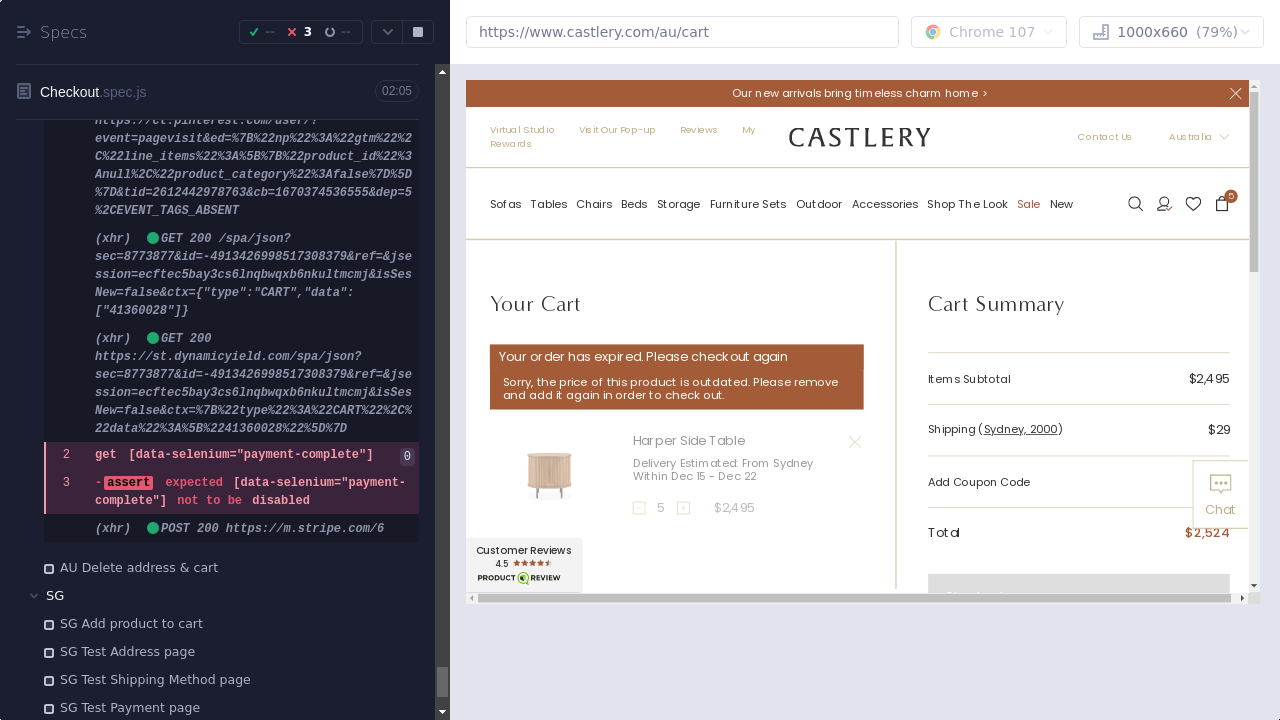 Specs
--
3
--
https://www.castlery.com/au/cart
Chrome 107
1000x660 (79%)
Checkout.spec.js
02:05
https://ct.pinterest.com/user/?
event=pagevisit&ed=%7B%22np%22%3A%22gtm%22%2
C%22line_items%22%3A%5B%7B%22product_id%22%3
Anull%2C%22product_category%22%3Afalse%7D%5D
%7D&tid=2612442978763&cb=1670374536555&dep=5
%2CEVENT_TAGS_ABSENT
(xhr) GET 200 /spa/json?
sec=8773877&id=-4913426998517308379&ref=&jse
ssion=ecftec5bay3cs6lnqbwqxb6nkultmcmj&isSes
New=false&ctx={"type":"CART","data":
["41360028"]}
(xhr) GET 200
https://st.dynamicyield.com/spa/json?
sec=8773877&id=-4913426998517308379&ref=&jse
ssion=ecftec5bay3cs6lnqbwqxb6nkultmcmj&isSes
New=false&ctx=%7B%22type%22%3A%22CART%22%2C%
22data%22%3A%5B%2241360028%22%5D%7D
2 get [data-selenium="payment-complete"] 0
3 -assert expected [data-selenium="payment-
complete"] not to be disabled
(xhr) POST 200 https://m.stripe.com/6
AU Delete address & cart
SG
SG Add product to cart
SG Test Address page
SG Test Shipping Method page
SG Test Payment page
Our new arrivals bring timeless charm home >
Virtual Studio Visit Our Pop-up Reviews My
Rewards
CASTLERY
Contact Us Australia
Sofas Tables Chairs Beds Storage Furniture Sets Outdoor Accessories Shop The Look Sale New
5
Your Cart
Your order has expired. Please checkout again
Sorry, the price of this product is outdated. Please remove
and add it again in order to check out.
Harper Side Table
Delivery Estimated: From Sydney
Within Dec 15 - Dec 22
5 $2,495
Customer Reviews
4.5
PRODUCT REVIEW
Cart Summary
Items Subtotal $2,495
Shipping (Sydney, 2000) $29
Add Coupon Code
Chat
Total $2,524